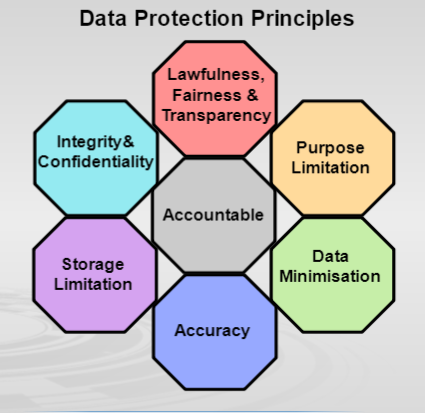 Data Protection Principles
Lawfulness,
Fairness &
Transparency
Integrity&
Confidentiality
Purpose
Limitation
Accountable
Storage
Limitation
Data
Minimisation
Accuracy